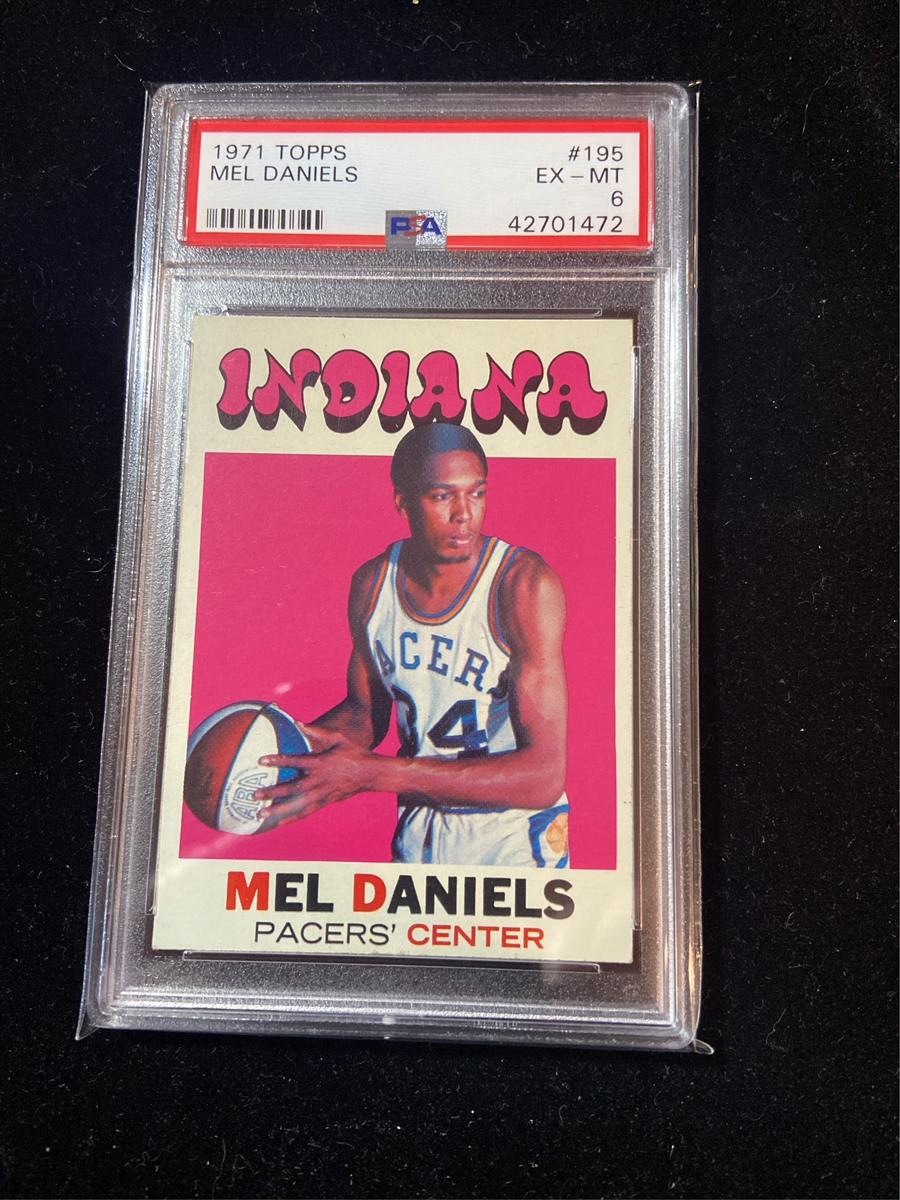 1971 TOPPS #195
MEL DANIELS EX - MT
6
PSA 42701472
INDIANA
ACERS
34
ABA
MEL DANIELS
PACERS' CENTER